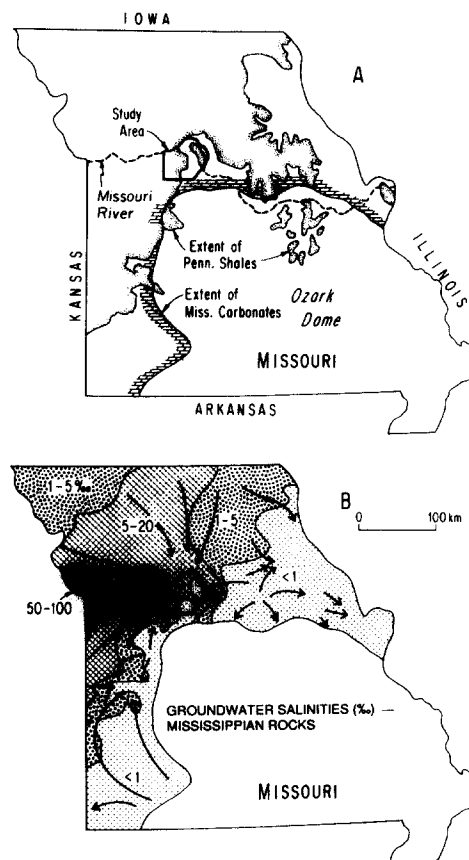 IOWA
A
Study
Area
Missouri
River
Extent of
Penn. Shales
KANSAS
ILLINOIS
Extent of
Miss. Carbonates
Ozark
Dome
MISSOURI
ARKANSAS
1-5 ‰
5-20
1-5
B
0 100 km
<1
50-100
GROUNDWATER SALINITIES (‰) —
MISSISSIPPIAN ROCKS
<1
MISSOURI